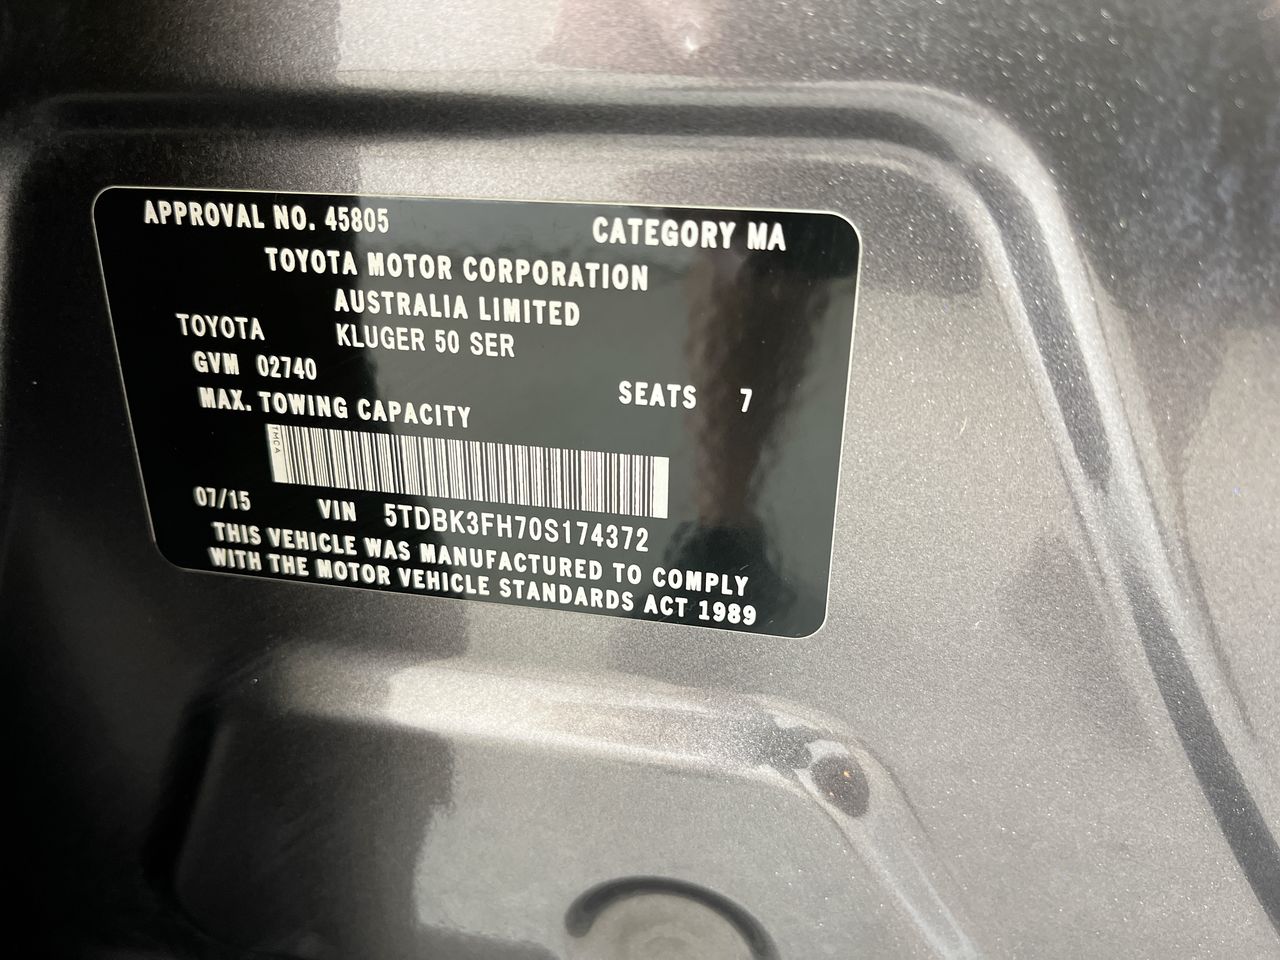 APPROVAL NO. 45805 CATEGORY MA
TOYOTA MOTOR CORPORATION
AUSTRALIA LIMITED
TOYOTA KLUGER 50 SER
GVM 02740
SEATS 7
MAX. TOWING CAPACITY
TMCA
07/15 VIN 5TDBK3FH70S174372
THIS VEHICLE WAS MANUFACTURED TO COMPLY
WITH THE MOTOR VEHICLE STANDARDS ACT 1989